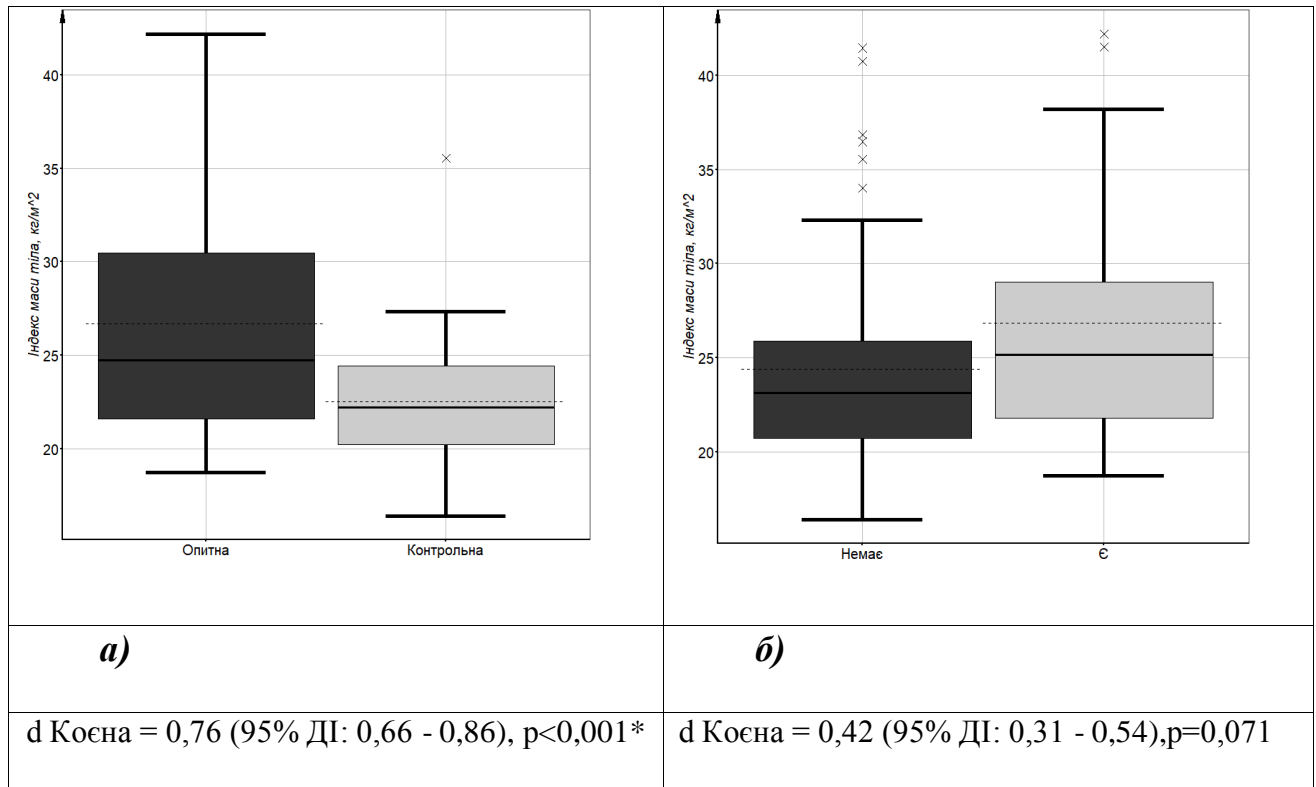 40
35
30
25
20
Індекс маси тіла, кг/м^2
Опитна
Контрольна
40
35
30
25
20
Індекс маси тіла, кг/м^2
Немає
Є
а)
б)
d Коєна = 0,76 (95% ДІ: 0,66 - 0,86), p<0,001*
d Коєна = 0,42 (95% ДІ: 0,31 - 0,54),p=0,071